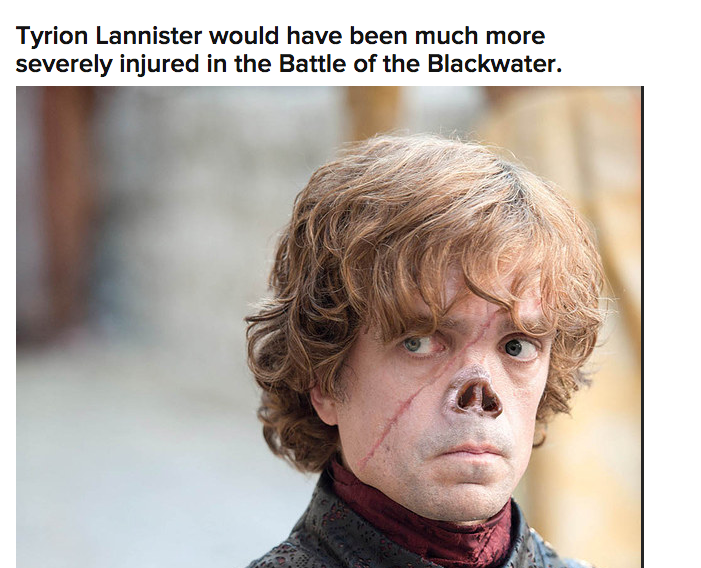 Tyrion Lannister would have been much more
severely injured in the Battle of the Blackwater.